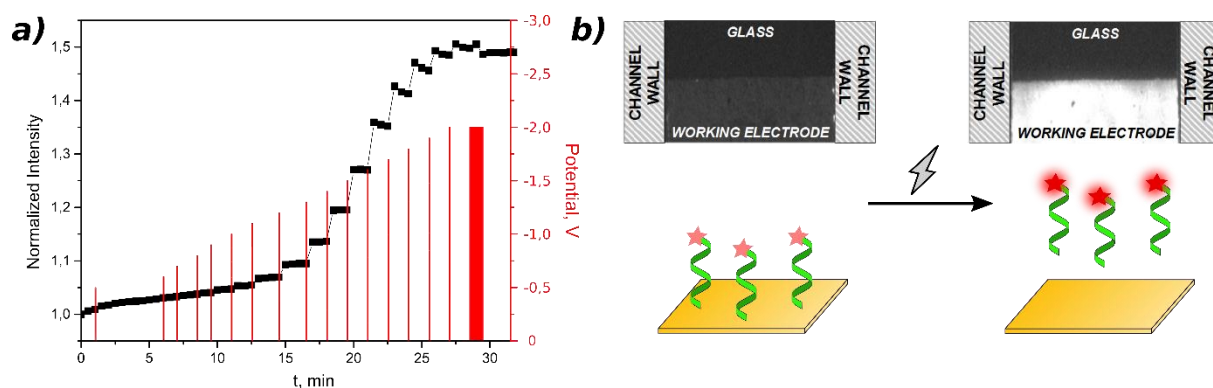 a)
Normalized Intensity
1,5
1,4
1,3
1,2
1,1
1,0
0
5
10
15
20
25
30
t, min
-3,0
-2,5
-2,0
-1,5
-1,0
-0,5
0
Potential, V
b)
CHANNEL
WALL
GLASS
WORKING ELECTRODE
CHANNEL
WALL
CHANNEL
WALL
GLASS
WORKING ELECTRODE
CHANNEL
WALL